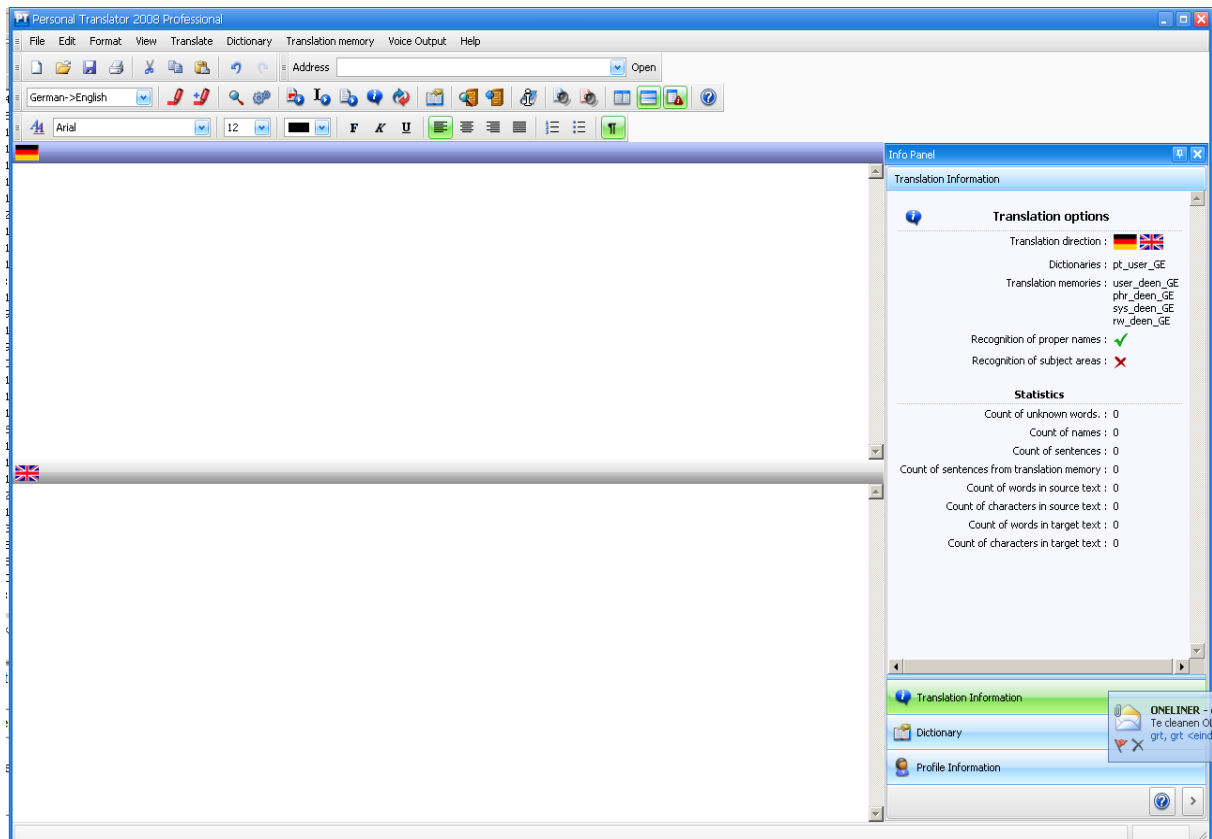 PT Personal Translator 2008 Professional
File Edit Format View Translate Dictionary Translation memory Voice Output Help
Address Open
German->English
Arial 12 F K U
Info Panel
Translation Information
Translation options
Translation direction :
Dictionaries : pt_user_GE
Translation memories : user_deen_GE
phr_deen_GE
sys_deen_GE
rw_deen_GE
Recognition of proper names :
Recognition of subject areas :
Statistics
Count of unknown words. : 0
Count of names : 0
Count of sentences : 0
Count of sentences from translation memory : 0
Count of words in source text : 0
Count of characters in source text : 0
Count of words in target text : 0
Count of characters in target text : 0
Translation Information
ONELINER -
Te cleanen
grt, grt <eind
Dictionary
Profile Information